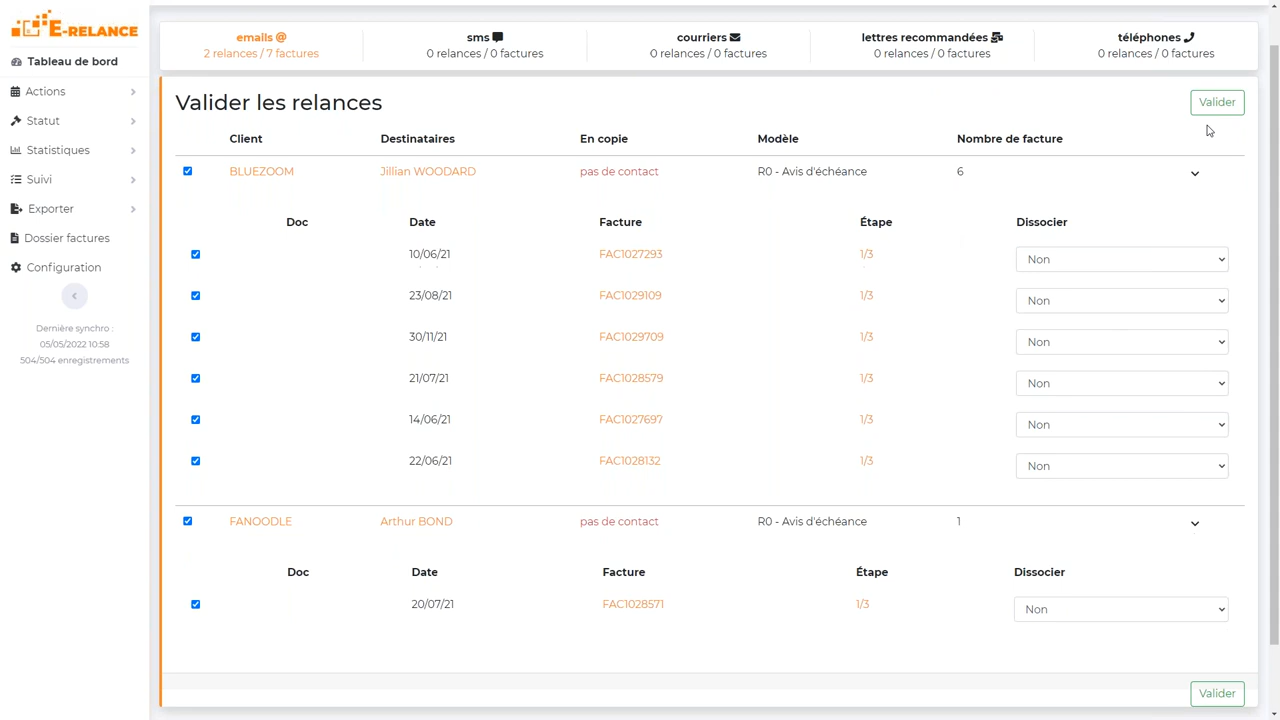 E-RELANCE
Tableau de bord
Actions
Statut
Statistiques
Suivi
Exporter
Dossier factures
Configuration
Dernière synchro :
05/05/2022 10:58
504/504 enregistrements
emails @
2 relances / 7 factures
sms
0 relances / 0 factures
courriers
0 relances / 0 factures
lettres recommandées
0 relances / 0 factures
téléphones
0 relances / 0 factures
Valider les relances
Valider
Client Destinataires En copie Modèle Nombre de facture
BLUEZOOM Jillian WOODARD pas de contact R0 - Avis d'échéance 6
Doc Date Facture Étape Dissocier
10/06/21 FAC1027293 1/3 Non
23/08/21 FAC1029109 1/3 Non
30/11/21 FAC1029709 1/3 Non
21/07/21 FAC1028579 1/3 Non
14/06/21 FAC1027697 1/3 Non
22/06/21 FAC1028132 1/3 Non
FANOODLE Arthur BOND pas de contact R0 - Avis d'échéance 1
Doc Date Facture Étape Dissocier
20/07/21 FAC1028571 1/3 Non
Valider